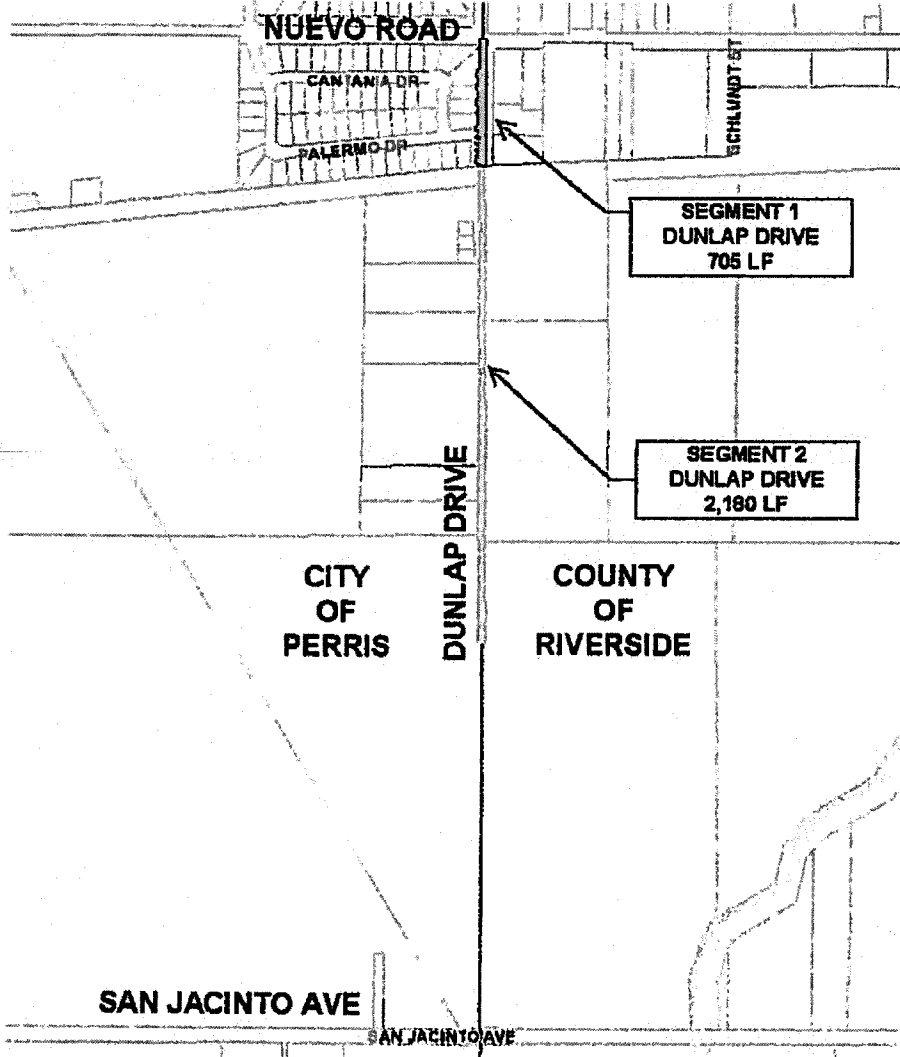 NUEVO ROAD
CANTANIA DR
PALERMO DR
SCHLUNDT ST
SEGMENT 1
DUNLAP DRIVE
705 LF
SEGMENT 2
DUNLAP DRIVE
2,180 LF
DUNLAP DRIVE
CITY
OF
PERRIS
COUNTY
OF
RIVERSIDE
SAN JACINTO AVE
SAN JACINTO AVE